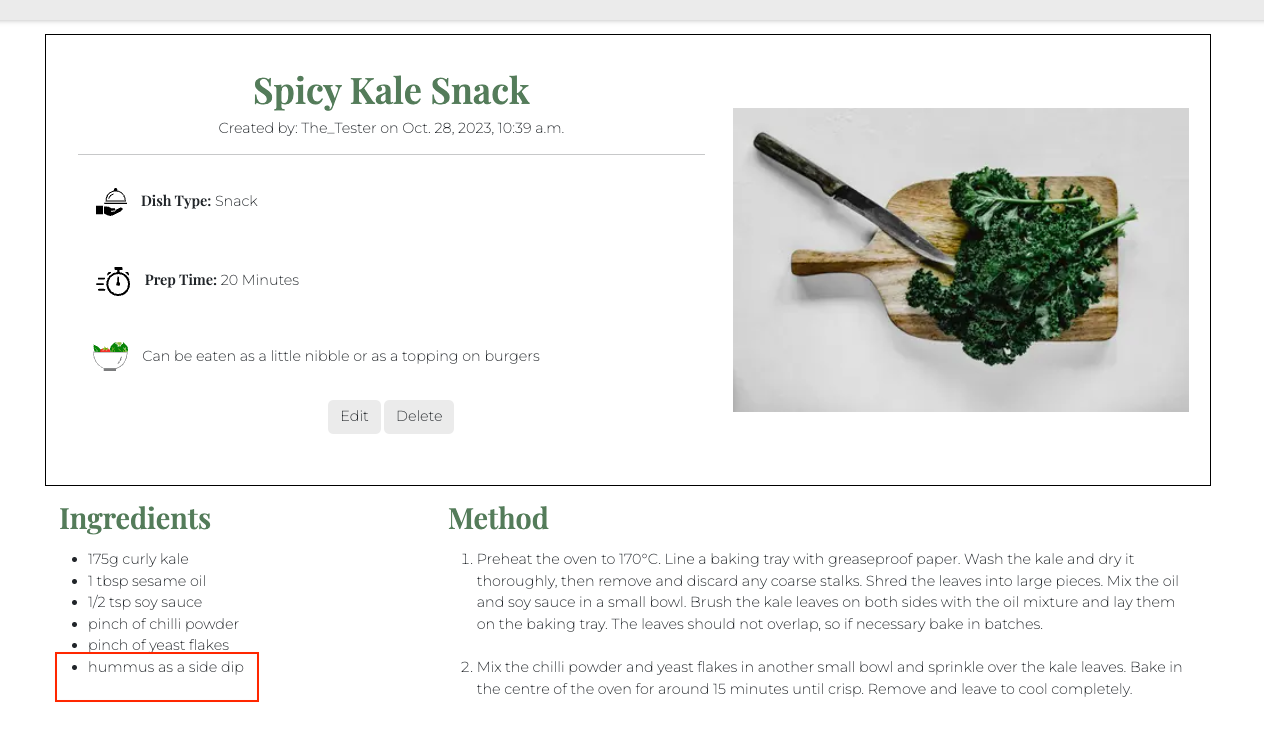 Spicy Kale Snack
Created by: The_Tester on Oct. 28, 2023, 10:39 a.m.
Dish Type: Snack
Prep Time: 20 Minutes
Can be eaten as a little nibble or as a topping on burgers
Edit Delete
Ingredients
• 175g curly kale
• 1 tbsp sesame oil
• 1/2 tsp soy sauce
• pinch of chilli powder
• pinch of yeast flakes
• hummus as a side dip
Method
1. Preheat the oven to 170°C. Line a baking tray with greaseproof paper. Wash the kale and dry it
thoroughly, then remove and discard any coarse stalks. Shred the leaves into large pieces. Mix the oil
and soy sauce in a small bowl. Brush the kale leaves on both sides with the oil mixture and lay them
on the baking tray. The leaves should not overlap, so if necessary bake in batches.
2. Mix the chilli powder and yeast flakes in another small bowl and sprinkle over the kale leaves. Bake in
the centre of the oven for around 15 minutes until crisp. Remove and leave to cool completely.